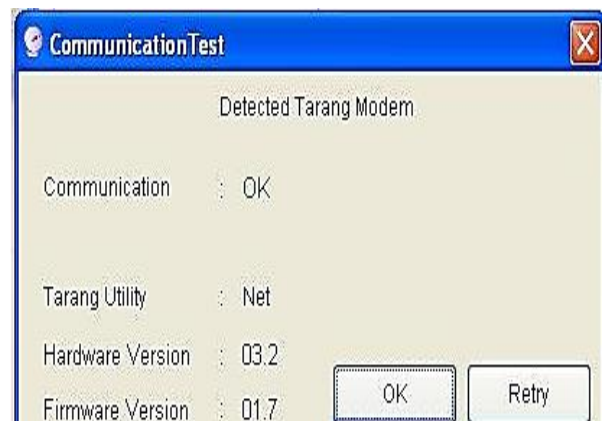 CommunicationTest
Detected Tarang Modem
Communication : OK
Tarang Utility : Net
Hardware Version : 03.2
Firmware Version : 01.7
OK Retry